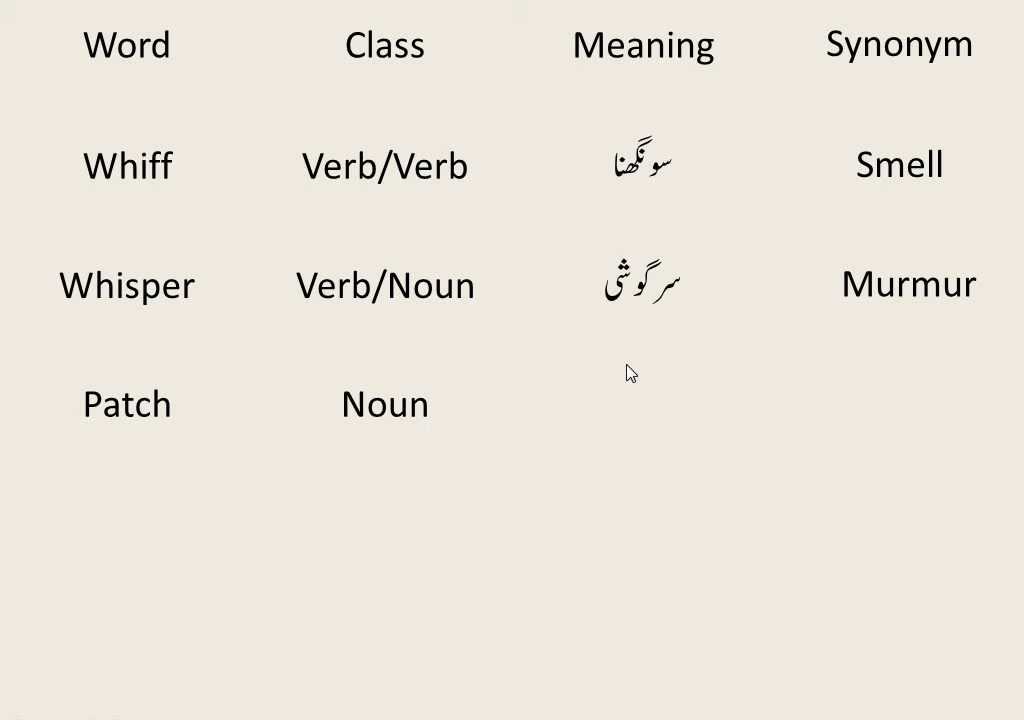 Word Class Meaning Synonym
Whiff Verb/Verb سونگھنا Smell
Whisper Verb/Noun سرگوشی Murmur
Patch Noun